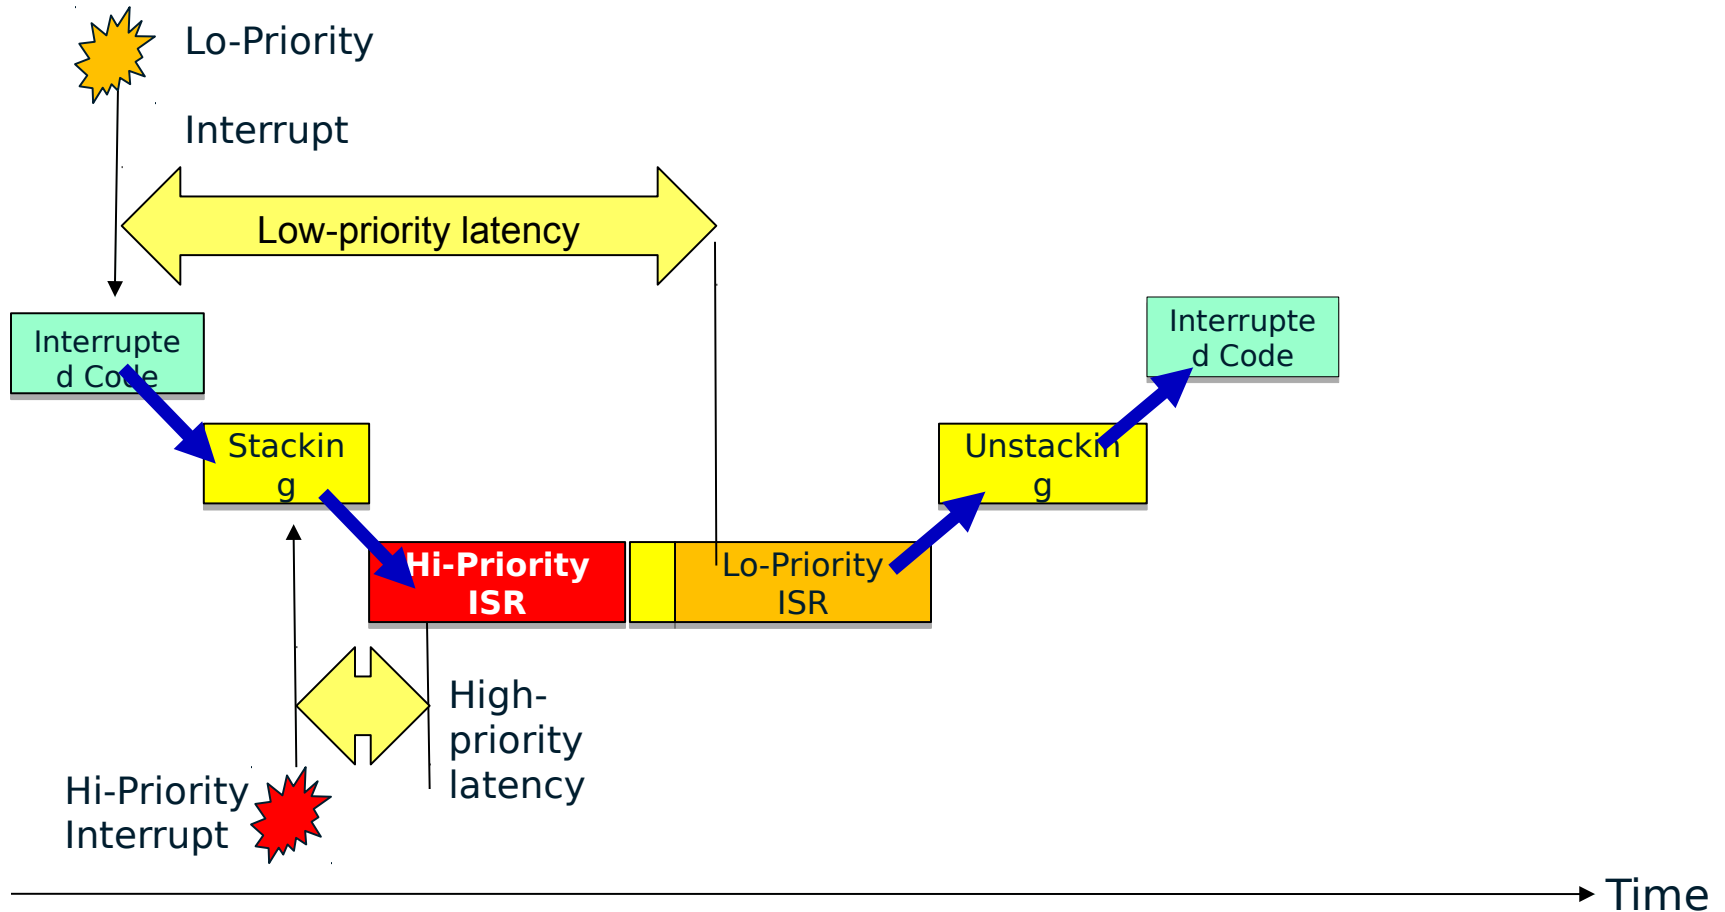 Lo-Priority
Interrupt
Low-priority latency
Interrupte
d Code
Stackin
g
Hi-Priority
ISR
Lo-Priority
ISR
Unstackin
g
Interrupte
d Code
High-
priority
latency
Hi-Priority
Interrupt
Time